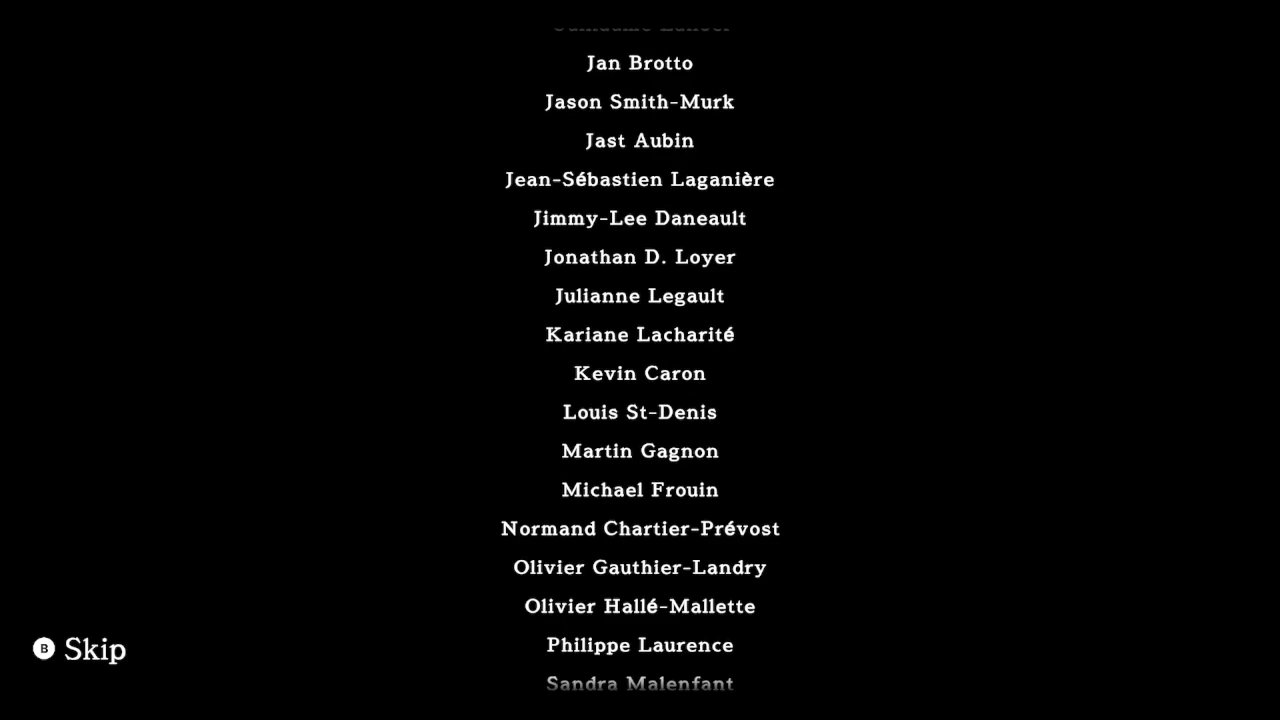 Jan Brotto
Jason Smith-Murk
Jast Aubin
Jean-Sébastien Laganière
Jimmy-Lee Daneault
Jonathan D. Loyer
Julianne Legault
Kariane Lacharité
Kevin Caron
Louis St-Denis
Martin Gagnon
Michael Frouin
Normand Chartier-Prévost
Olivier Gauthier-Landry
Olivier Hallé-Mallette
Philippe Laurence
B Skip
Sandra Malenfant